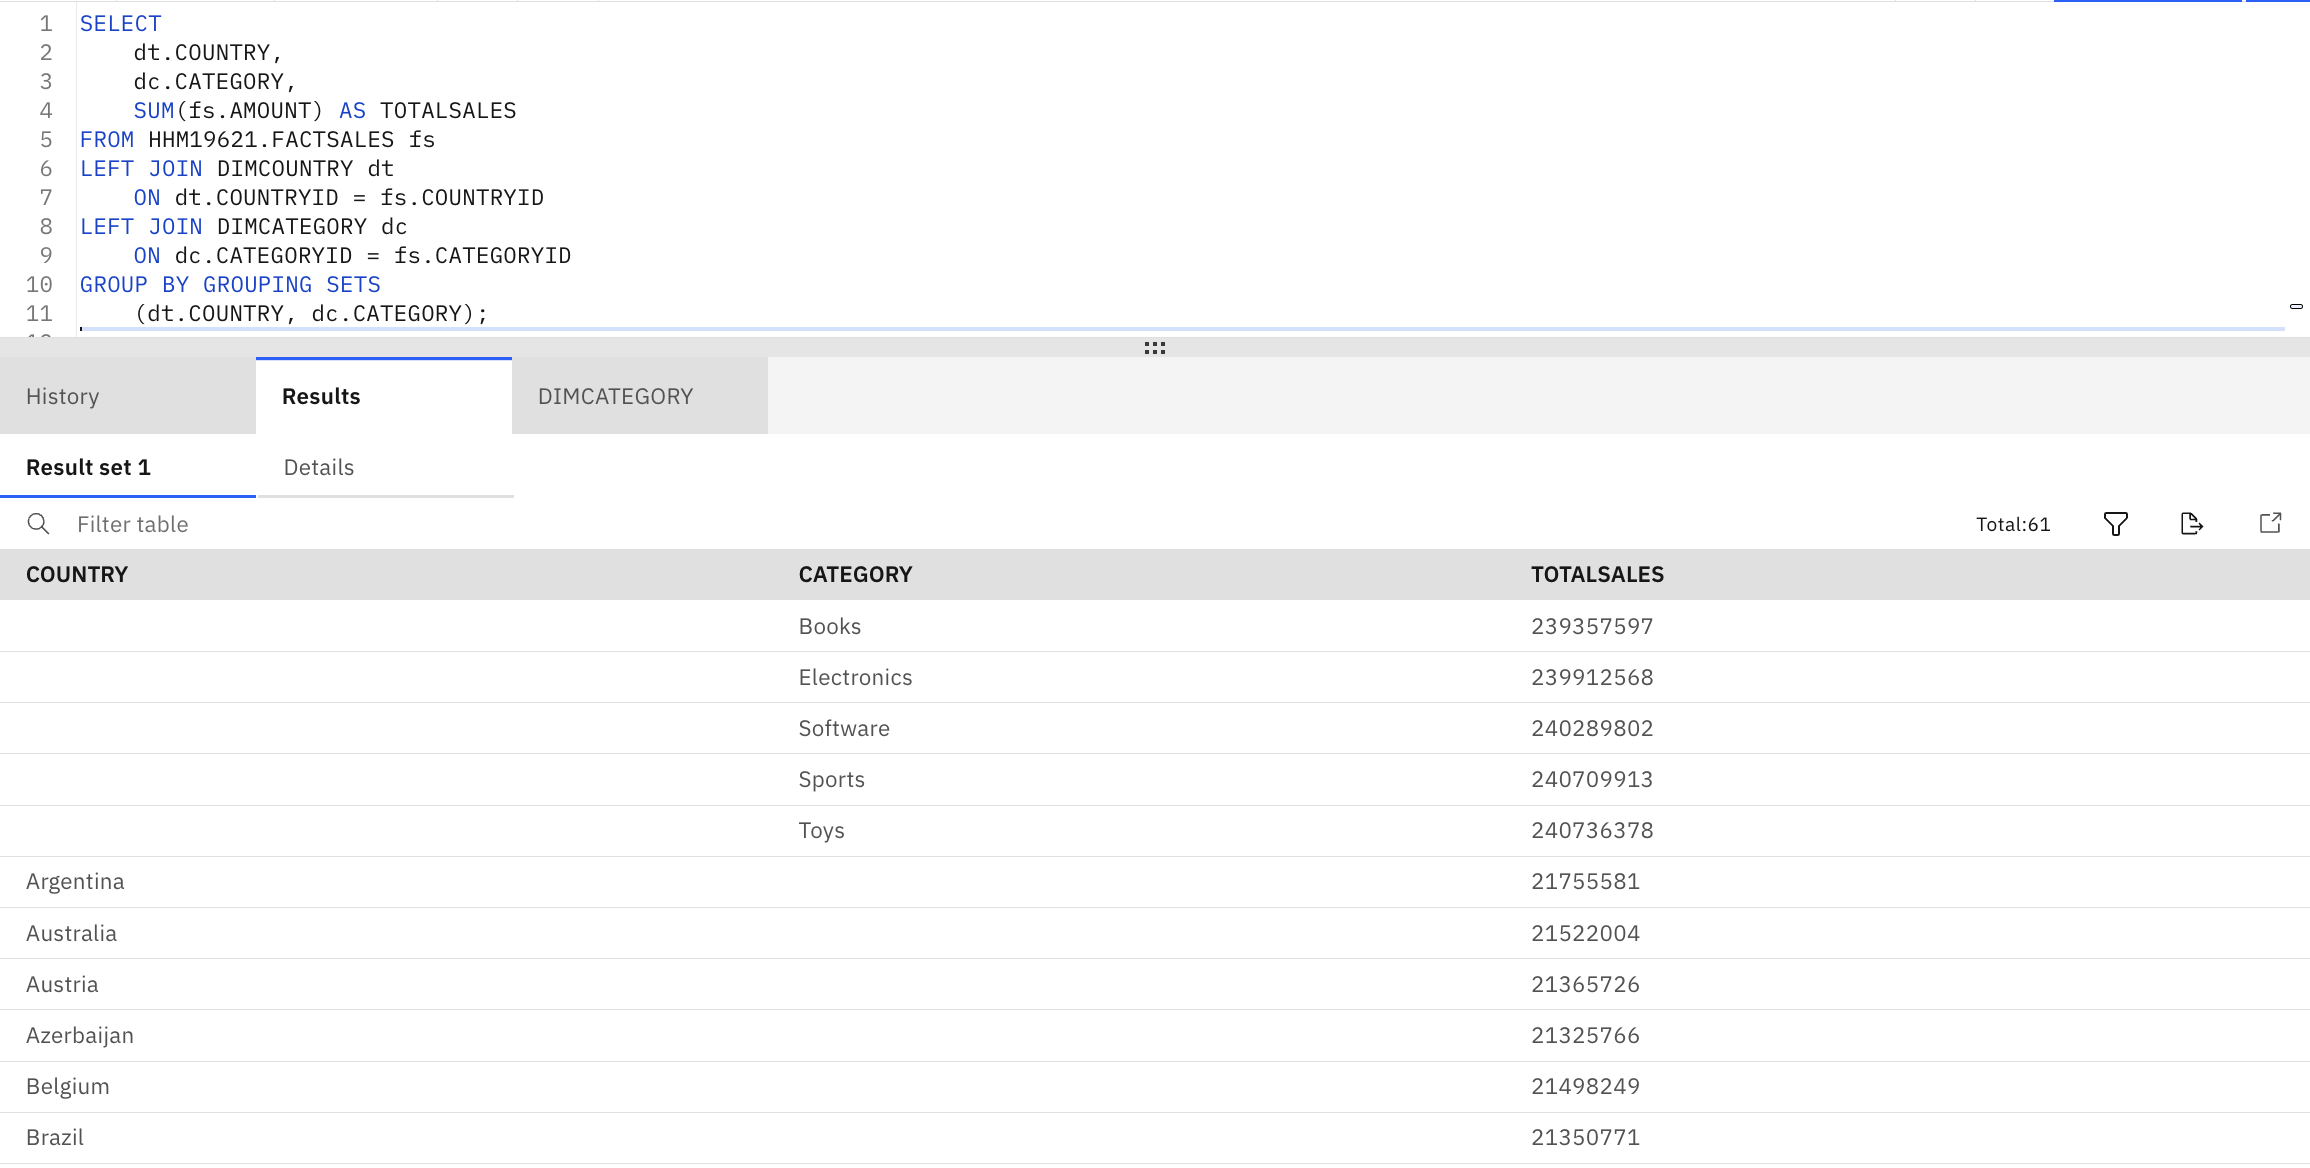 1 SELECT
2 dt.COUNTRY,
3 dc.CATEGORY,
4 SUM(fs.AMOUNT) AS TOTALSALES
5 FROM HHM19621.FACTSALES fs
6 LEFT JOIN DIMCOUNTRY dt
7 ON dt.COUNTRYID = fs.COUNTRYID
8 LEFT JOIN DIMCATEGORY dc
9 ON dc.CATEGORYID = fs.CATEGORYID
10 GROUP BY GROUPING SETS
11 (dt.COUNTRY, dc.CATEGORY);
History Results DIMCATEGORY
Result set 1 Details
Filter table Total:61
COUNTRY CATEGORY TOTALSALES
Books 239357597
Electronics 239912568
Software 240289802
Sports 240709913
Toys 240736378
Argentina 21755581
Australia 21522004
Austria 21365726
Azerbaijan 21325766
Belgium 21498249
Brazil 21350771